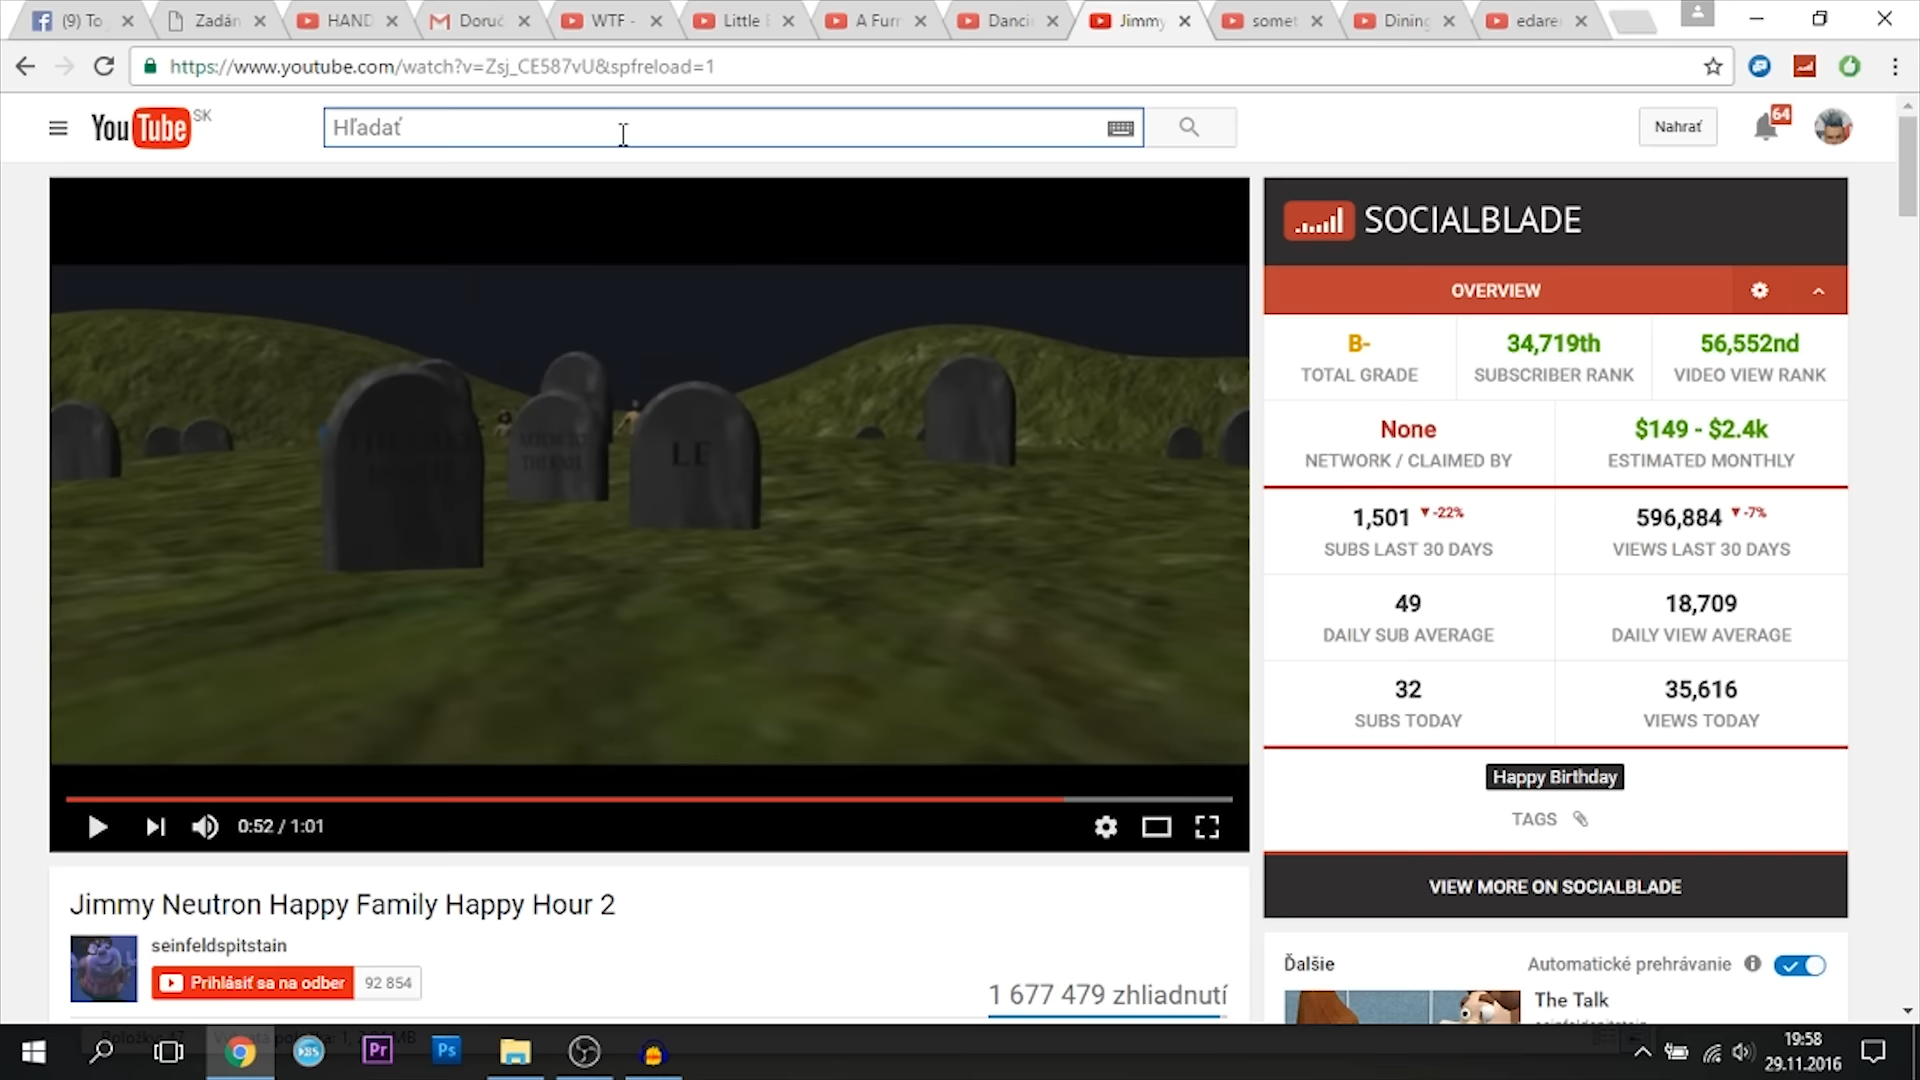 (9) To
Zadán
HAND
Doruč
WTF -
Little
A Furr
Danci
Jimmy
somet
Dining
edare
https://www.youtube.com/watch?v=Zsj_CE587vU&spfreload=1
YouTube SK
Hľadať
Nahrať
64
LE
SOCIALBLADE
OVERVIEW
B-
34,719th
56,552nd
TOTAL GRADE
SUBSCRIBER RANK
VIDEO VIEW RANK
None
$149 - $2.4k
NETWORK / CLAIMED BY
ESTIMATED MONTHLY
1,501 ▼-22%
596,884 ▼-7%
SUBS LAST 30 DAYS
VIEWS LAST 30 DAYS
49
18,709
DAILY SUB AVERAGE
DAILY VIEW AVERAGE
32
35,616
SUBS TODAY
VIEWS TODAY
Happy Birthday
TAGS
VIEW MORE ON SOCIALBLADE
0:52 / 1:01
Jimmy Neutron Happy Family Happy Hour 2
seinfeldspitstain
Prihlásiť sa na odber 92 854
1 677 479 zhliadnutí
Ďalšie
Automatické prehrávanie
The Talk
Pr
Ps
19:58
29.11.2016